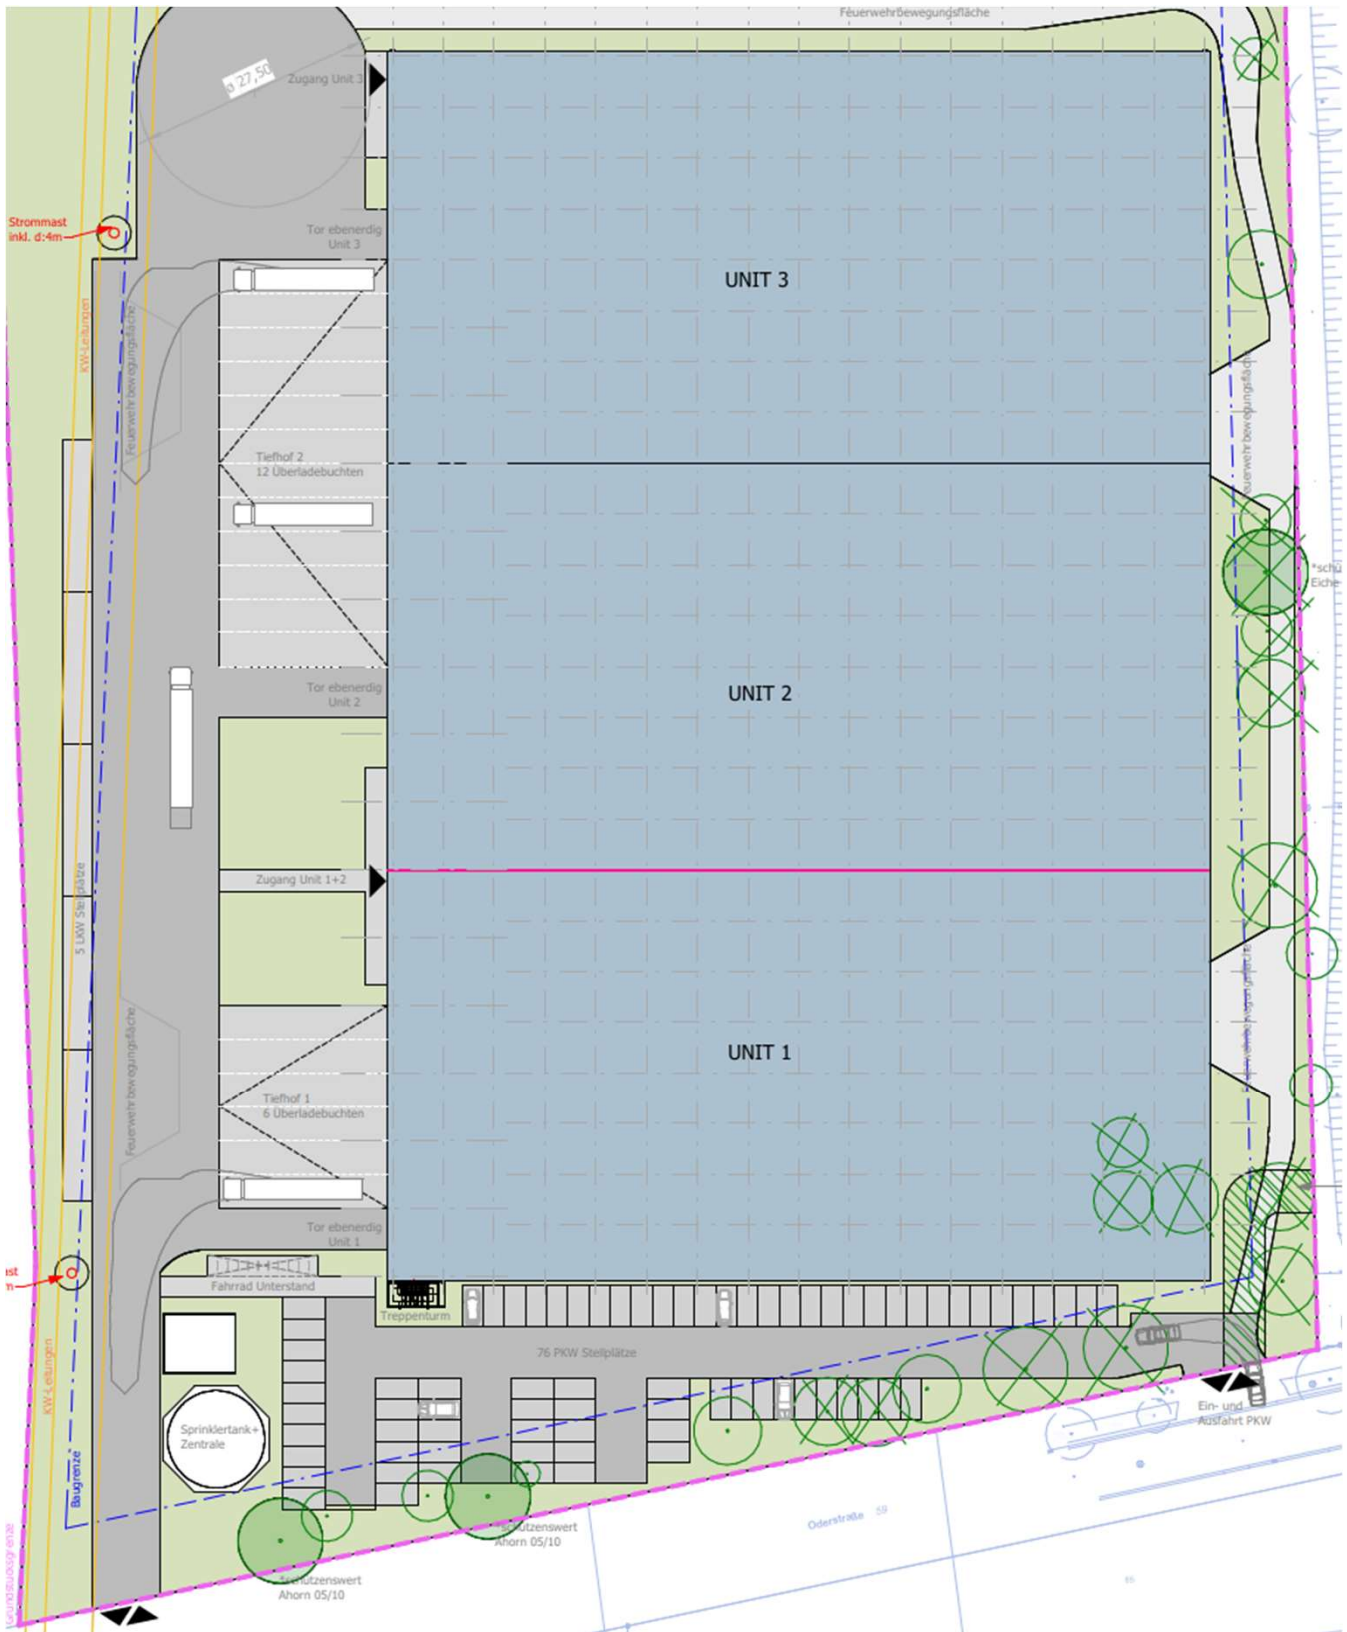 Feuerwehrbewegungsfläche
Zugang Unit 3
ø 27,50
Strommast
inkl. d:4m
Tor ebenerdig
Unit 3
UNIT 3
KW-Leitungen
Feuerwehrbewegungsfläche
Feuerwehrbewegungsfläche
Tiefhof 2
12 Überladebuchten
Eiche
Tor ebenerdig
Unit 2
UNIT 2
Zugang Unit 1+2
5 LKW Stellplätze
Feuerwehrbewegungsfläche
Feuerwehrbewegungsfläche
UNIT 1
Tiefhof 1
6 Überladebuchten
Tor ebenerdig
Unit 1
Fahrrad Unterstand
Treppenturm
76 PKW Stellplätze
KW-Leitungen
Sprinklertank+
Zentrale
Ein- und
Ausfahrt PKW
Baugrenze
Oderstraße 59
*schützenswert
Ahorn 05/10
*schützenswert
Ahorn 05/10
Grundstücksgrenze